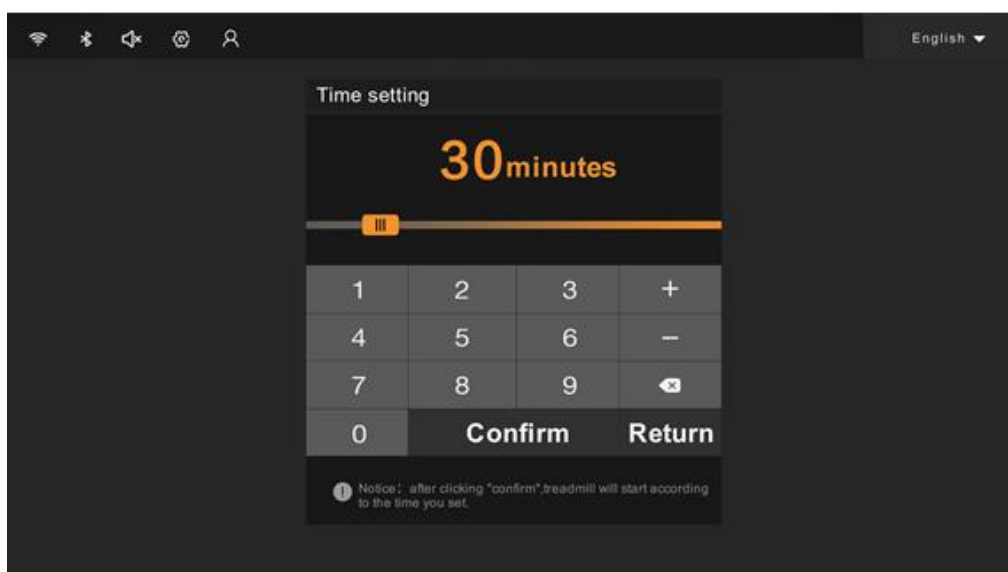 English
Time setting
30minutes
1 2 3 +
4 5 6 −
7 8 9
0 Confirm Return
Notice: after clicking "confirm",treadmill will start according
to the time you set.